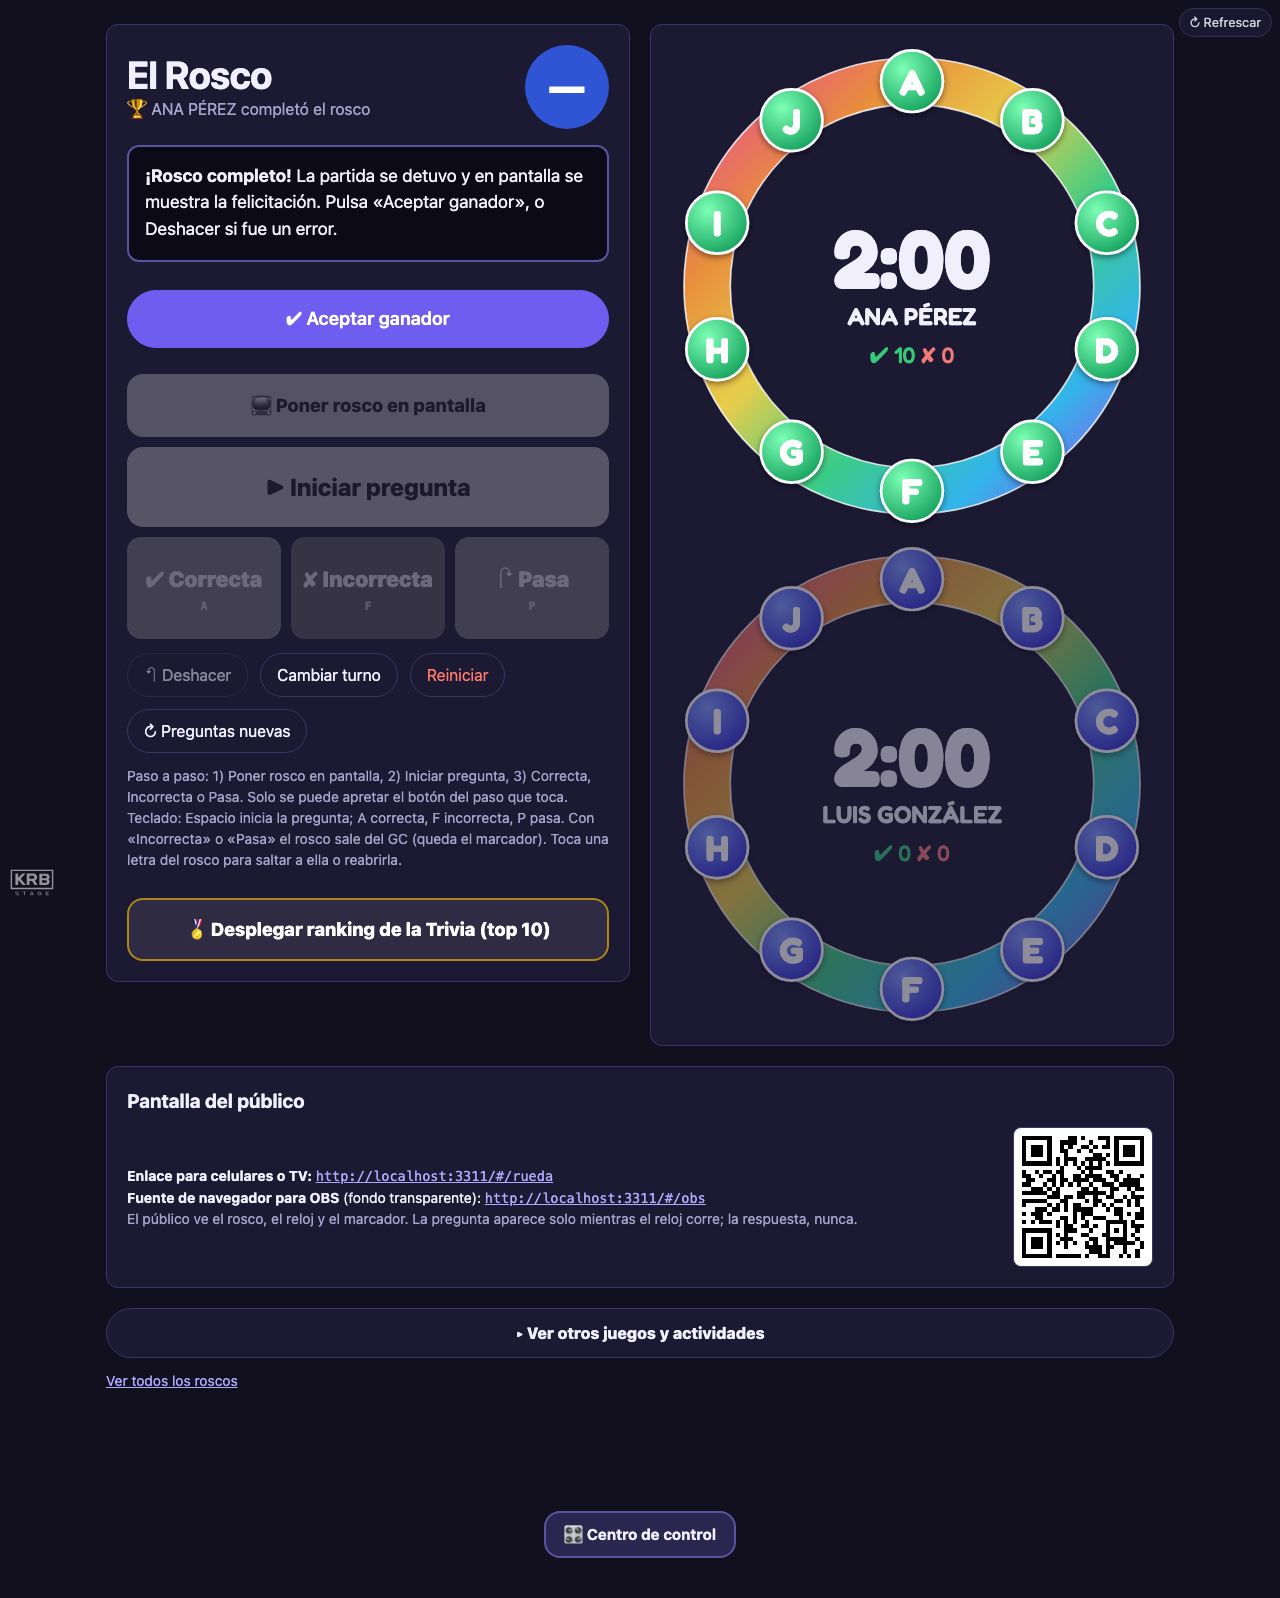 ↻ Refrescar
El Rosco
🏆 ANA PÉREZ completó el rosco
—
¡Rosco completo! La partida se detuvo y en pantalla se
muestra la felicitación. Pulsa «Aceptar ganador», o
Deshacer si fue un error.
✔ Aceptar ganador
Poner rosco en pantalla
▶ Iniciar pregunta
✔ Correcta
A
✘ Incorrecta
F
Pasa
P
Deshacer
Cambiar turno
Reiniciar
↻ Preguntas nuevas
Paso a paso: 1) Poner rosco en pantalla, 2) Iniciar pregunta, 3) Correcta,
Incorrecta o Pasa. Solo se puede apretar el botón del paso que toca.
Teclado: Espacio inicia la pregunta; A correcta, F incorrecta, P pasa. Con
«Incorrecta» o «Pasa» el rosco sale del GC (queda el marcador). Toca una
letra del rosco para saltar a ella o reabrirla.
🏅 Desplegar ranking de la Trivia (top 10)
A
B
C
D
E
F
G
H
I
J
2:00
ANA PÉREZ
✔ 10 ✘ 0
A
B
C
D
E
F
G
H
I
J
2:00
LUIS GONZÁLEZ
✔ 0 ✘ 0
KRB
STAGE
Pantalla del público
Enlace para celulares o TV: http://localhost:3311/#/rueda
Fuente de navegador para OBS (fondo transparente): http://localhost:3311/#/obs
El público ve el rosco, el reloj y el marcador. La pregunta aparece solo mientras el reloj corre; la respuesta, nunca.
▸ Ver otros juegos y actividades
Ver todos los roscos
🎛 Centro de control